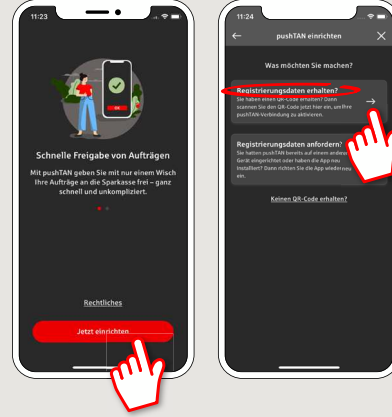 11:23
OK
Schnelle Freigabe von Aufträgen
Mit pushTAN geben Sie mit nur einem Wisch
Ihre Aufträge an die Sparkasse frei – ganz
schnell und unkompliziert.
Rechtliches
Jetzt einrichten
11:24
pushTAN einrichten
Was möchten Sie machen?
Registrierungsdaten erhalten?
Sie haben einen QR-Code erhalten? Dann
scannen Sie den QR-Code jetzt hier ein, um Ihre
pushTAN-Verbindung zu aktivieren.
Registrierungsdaten anfordern?
Sie hatten pushTAN bereits auf einem
Gerät eingerichtet oder haben die App neu
installiert? Dann richten Sie die App wieder neu
ein.
Keinen QR-Code erhalten?